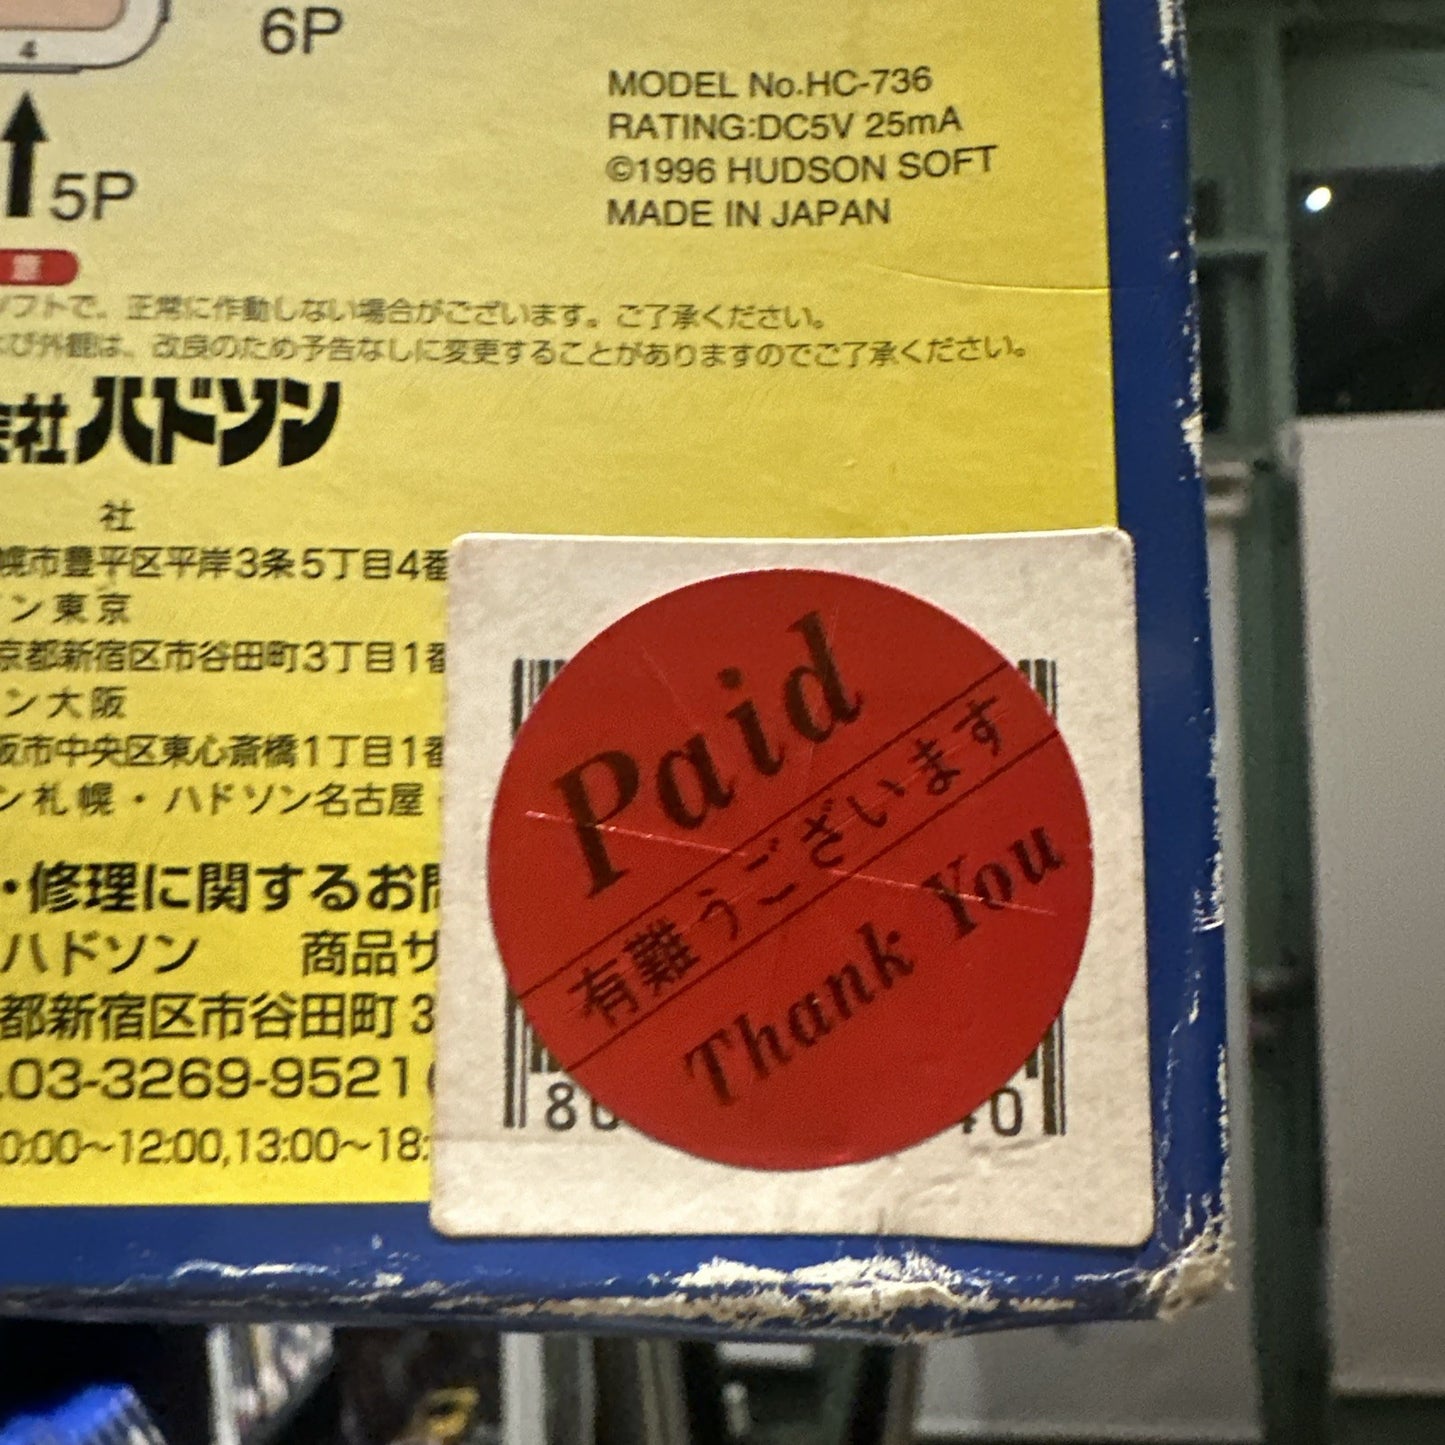 4
6P
5P
MODEL No.HC-736
RATING:DC5V 25mA
©1996 HUDSON SOFT
MADE IN JAPAN
ソフトで、正常に作動しない場合がございます。ご了承ください。
よび外観は、改良のため予告なしに変更することがありますのでご了承ください。
会社ハドソン
社
幌市豊平区平岸3条5丁目4番
ン東京
京都新宿区市谷田町3丁目1番
ン大阪
阪市中央区東心斎橋1丁目1番
ン札幌・ハドソン名古屋
・修理に関するお問
ハドソン 商品サ
都新宿区市谷田町3
.03-3269-9521(
0:00～12:00,13:00～18:
Paid
有難うございます
Thank You
80 40